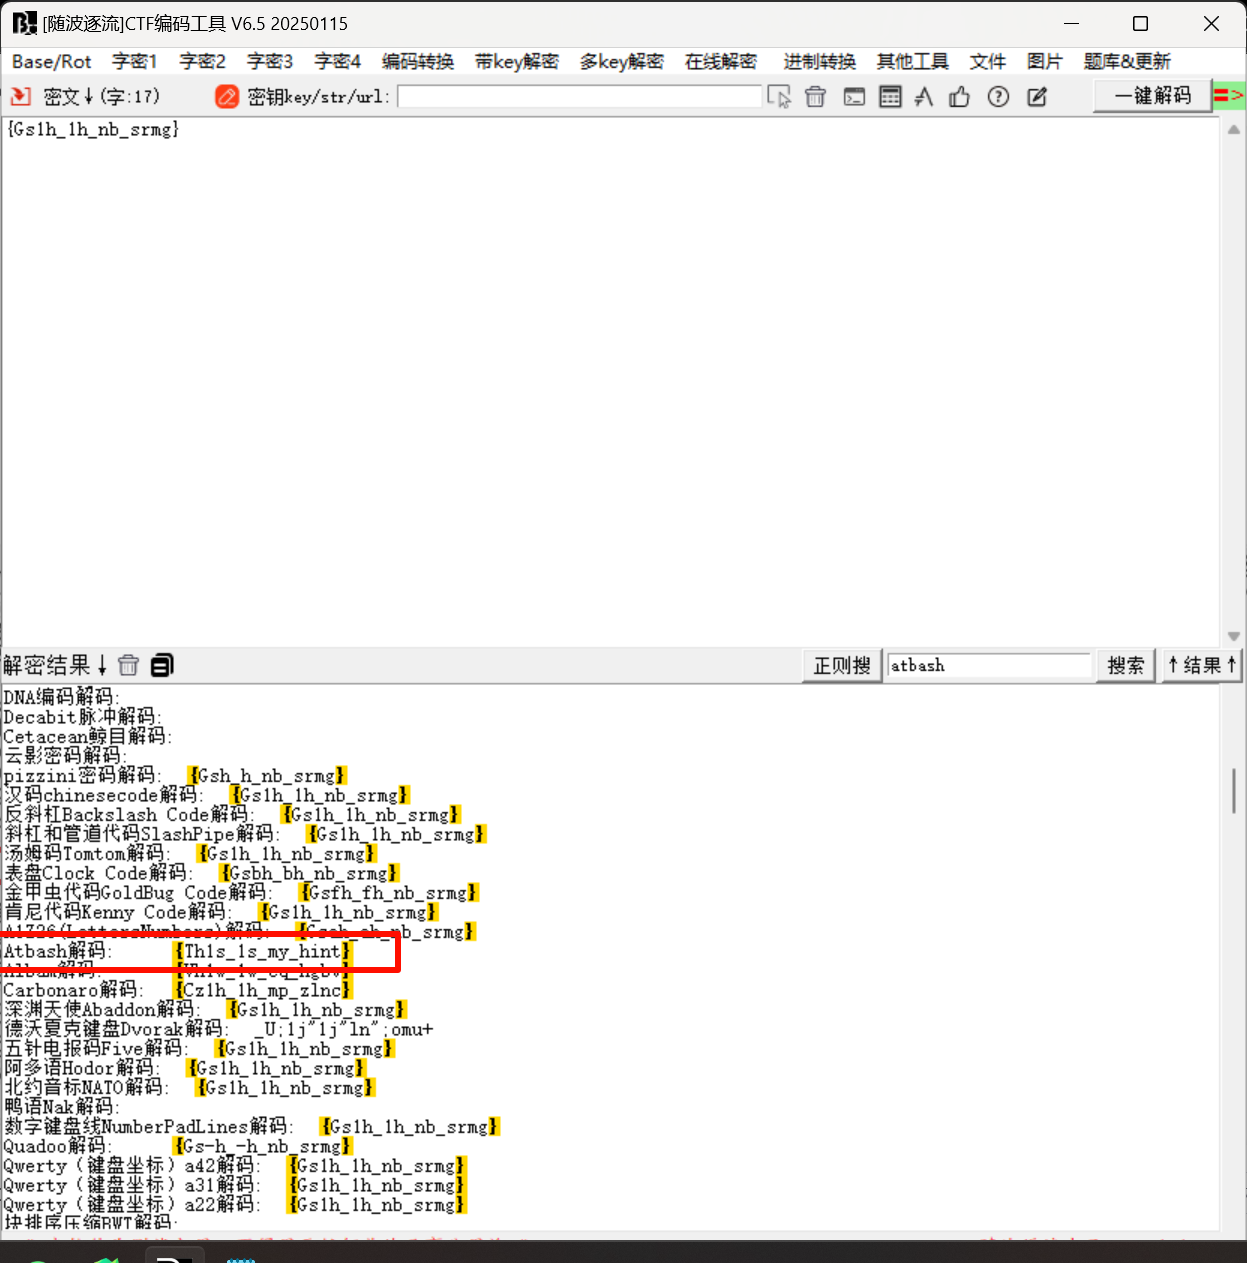 [随波逐流]CTF编码工具 V6.5 20250115
Base/Rot 字密1 字密2 字密3 字密4 编码转换 带key解密 多key解密 在线解密 进制转换 其他工具 文件 图片 题库&更新
密文↓(字:17) 密钥key/str/url: 一键解码 =>
{Gs1h_1h_nb_srmg}
解密结果↓ 正则搜 atbash 搜索 ↑结果↑
DNA编码解码:
Decabit脉冲解码:
Cetacean鲸目解码:
云影密码解码:
pizzini密码解码: {Gsh_h_nb_srmg}
汉码chinesecode解码: {Gs1h_1h_nb_srmg}
反斜杠Backslash Code解码: {Gs1h_1h_nb_srmg}
斜杠和管道代码SlashPipe解码: {Gs1h_1h_nb_srmg}
汤姆码Tomtom解码: {Gs1h_1h_nb_srmg}
表盘Clock Code解码: {Gsbh_bh_nb_srmg}
金甲虫代码GoldBug Code解码: {Gsfh_fh_nb_srmg}
肯尼代码Kenny Code解码: {Gs1h_1h_nb_srmg}
A1Z26(LettersNumbers)解码: {Gsah_ah_nb_srmg}
Atbash解码: {Th1s_1s_my_hint}
Carbonaro解码: {Cz1h_1h_mp_zlnc}
深渊天使Abaddon解码: {Gs1h_1h_nb_srmg}
德沃夏克键盘Dvorak解码: _U;1j"1j"ln";omu+
五针电报码Five解码: {Gs1h_1h_nb_srmg}
阿多语Hodor解码: {Gs1h_1h_nb_srmg}
北约音标NATO解码: {Gs1h_1h_nb_srmg}
鸭语Nak解码:
数字键盘线NumberPadLines解码: {Gs1h_1h_nb_srmg}
Quadoo解码: {Gs-h_-h_nb_srmg}
Qwerty（键盘坐标）a42解码: {Gs1h_1h_nb_srmg}
Qwerty（键盘坐标）a31解码: {Gs1h_1h_nb_srmg}
Qwerty（键盘坐标）a22解码: {Gs1h_1h_nb_srmg}
块排序压缩BWT解码: